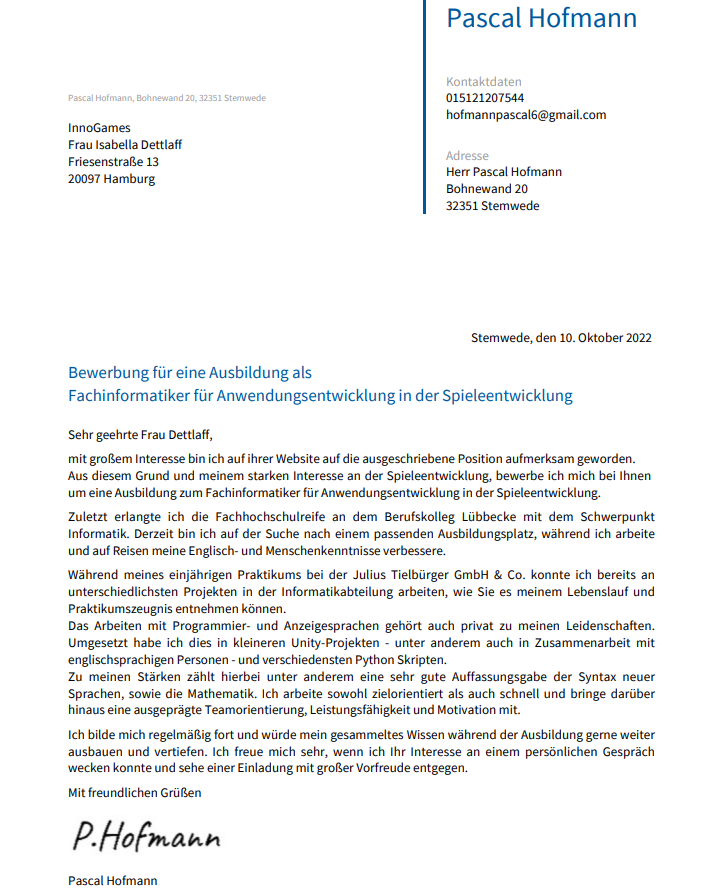 Pascal Hofmann
Kontaktdaten
015121207544
hofmannpascal6@gmail.com
Adresse
Herr Pascal Hofmann
Bohnewand 20
32351 Stemwede
Pascal Hofmann, Bohnewand 20, 32351 Stemwede
InnoGames
Frau Isabella Dettlaff
Friesenstraße 13
20097 Hamburg
Stemwede, den 10. Oktober 2022
Bewerbung für eine Ausbildung als
Fachinformatiker für Anwendungsentwicklung in der Spieleentwicklung
Sehr geehrte Frau Dettlaff,
mit großem Interesse bin ich auf ihrer Website auf die ausgeschriebene Position aufmerksam geworden.
Aus diesem Grund und meinem starken Interesse an der Spieleentwicklung, bewerbe ich mich bei Ihnen
um eine Ausbildung zum Fachinformatiker für Anwendungsentwicklung in der Spieleentwicklung.
Zuletzt erlangte ich die Fachhochschulreife an dem Berufskolleg Lübbecke mit dem Schwerpunkt
Informatik. Derzeit bin ich auf der Suche nach einem passenden Ausbildungsplatz, während ich arbeite
und auf Reisen meine Englisch- und Menschenkenntnisse verbessere.
Während meines einjährigen Praktikums bei der Julius Tielbürger GmbH & Co. konnte ich bereits an
unterschiedlichsten Projekten in der Informatikabteilung arbeiten, wie Sie es meinem Lebenslauf und
Praktikumszeugnis entnehmen können.
Das Arbeiten mit Programmier- und Anzeigesprachen gehört auch privat zu meinen Leidenschaften.
Umgesetzt habe ich dies in kleineren Unity-Projekten - unter anderem auch in Zusammenarbeit mit
englischsprachigen Personen - und verschiedensten Python Skripten.
Zu meinen Stärken zählt hierbei unter anderem eine sehr gute Auffassungsgabe der Syntax neuer
Sprachen, sowie die Mathematik. Ich arbeite sowohl zielorientiert als auch schnell und bringe darüber
hinaus eine ausgeprägte Teamorientierung, Leistungsfähigkeit und Motivation mit.
Ich bilde mich regelmäßig fort und würde mein gesammeltes Wissen während der Ausbildung gerne weiter
ausbauen und vertiefen. Ich freue mich sehr, wenn ich Ihr Interesse an einem persönlichen Gespräch
wecken konnte und sehe einer Einladung mit großer Vorfreude entgegen.
Mit freundlichen Grüßen
P.Hofmann
Pascal Hofmann